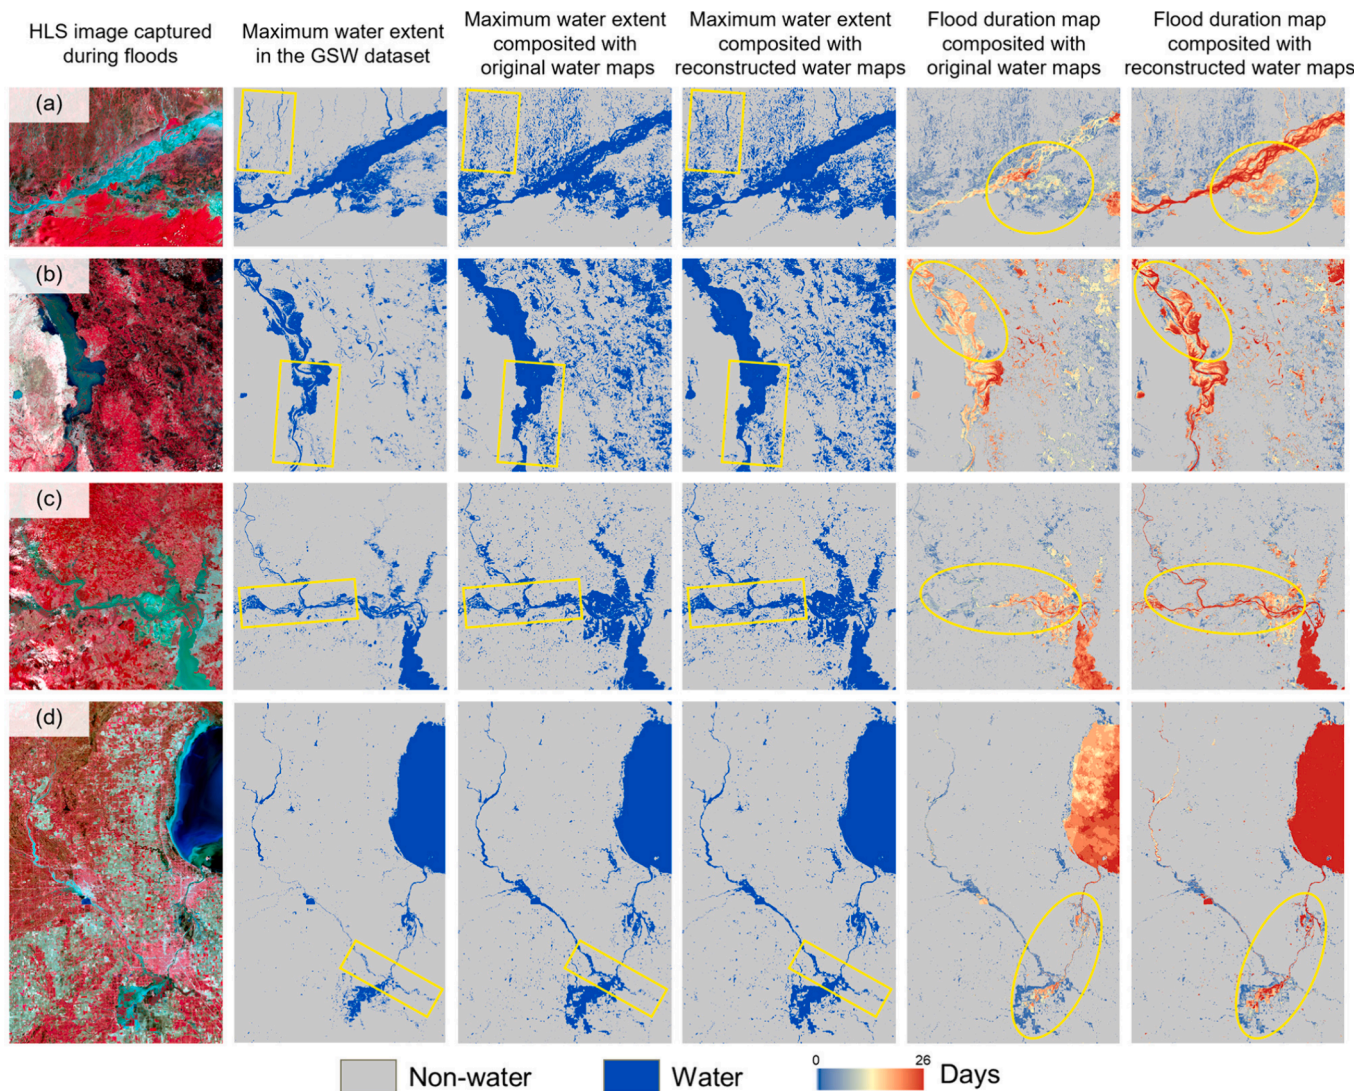 HLS image captured
during floods
Maximum water extent
in the GSW dataset
Maximum water extent
composited with
original water maps
Maximum water extent
composited with
reconstructed water maps
Flood duration map
composited with
original water maps
Flood duration map
composited with
reconstructed water maps
(a)
(b)
(c)
(d)
Non-water
Water
0 26
Days